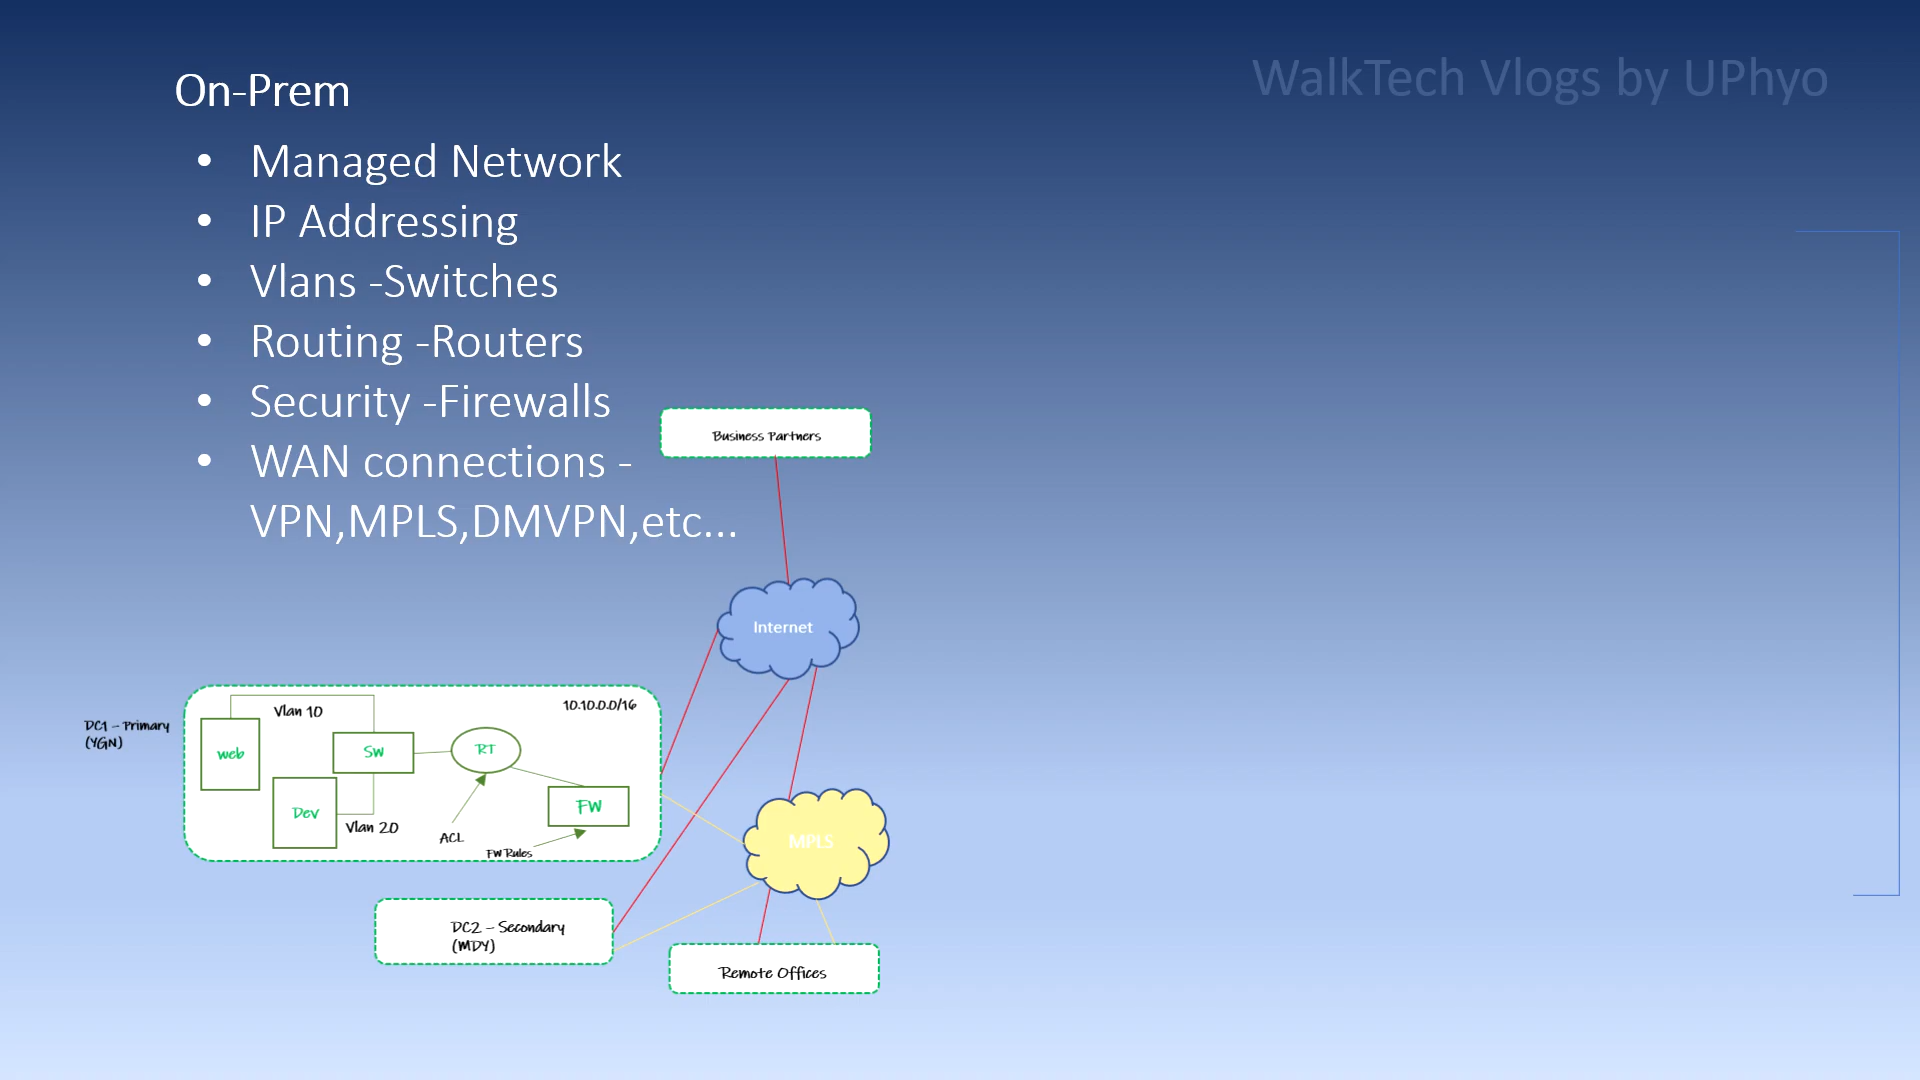 WalkTech Vlogs by UPhyo
On-Prem
• Managed Network
• IP Addressing
• Vlans -Switches
• Routing -Routers
• Security -Firewalls
• WAN connections -
VPN,MPLS,DMVPN,etc...
Business Partners
Internet
10.10.0.0/16
Vlan 10
DC1 - Primary
(YGN)
web
SW
RT
Dev
FW
Vlan 20
ACL
FW Rules
MPLS
DC2 - Secondary
(MDY)
Remote Offices